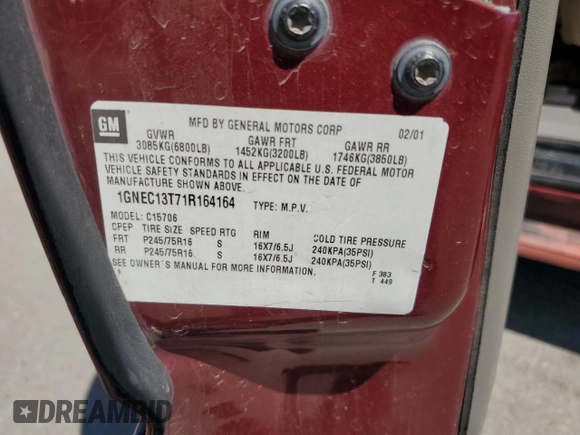 GM
MFD BY GENERAL MOTORS CORP 02/01
GVWR GAWR FRT GAWR RR
3085KG(6800LB) 1452KG(3200LB) 1746KG(3850LB)
THIS VEHICLE CONFORMS TO ALL APPLICABLE U.S. FEDERAL MOTOR
VEHICLE SAFETY STANDARDS IN EFFECT ON THE DATE OF
MANUFACTURE SHOWN ABOVE.
1GNEC13T71R164164 TYPE: M.P.V.
MODEL: C15706
CPEP TIRE SIZE SPEED RTG RIM COLD TIRE PRESSURE
FRT P245/75R16 S 16X7/6.5J 240KPA(35PSI)
RR P245/75R16 S 16X7/6.5J 240KPA(35PSI)
SEE OWNER'S MANUAL FOR MORE INFORMATION.
F 383
T 449
DREAMBID